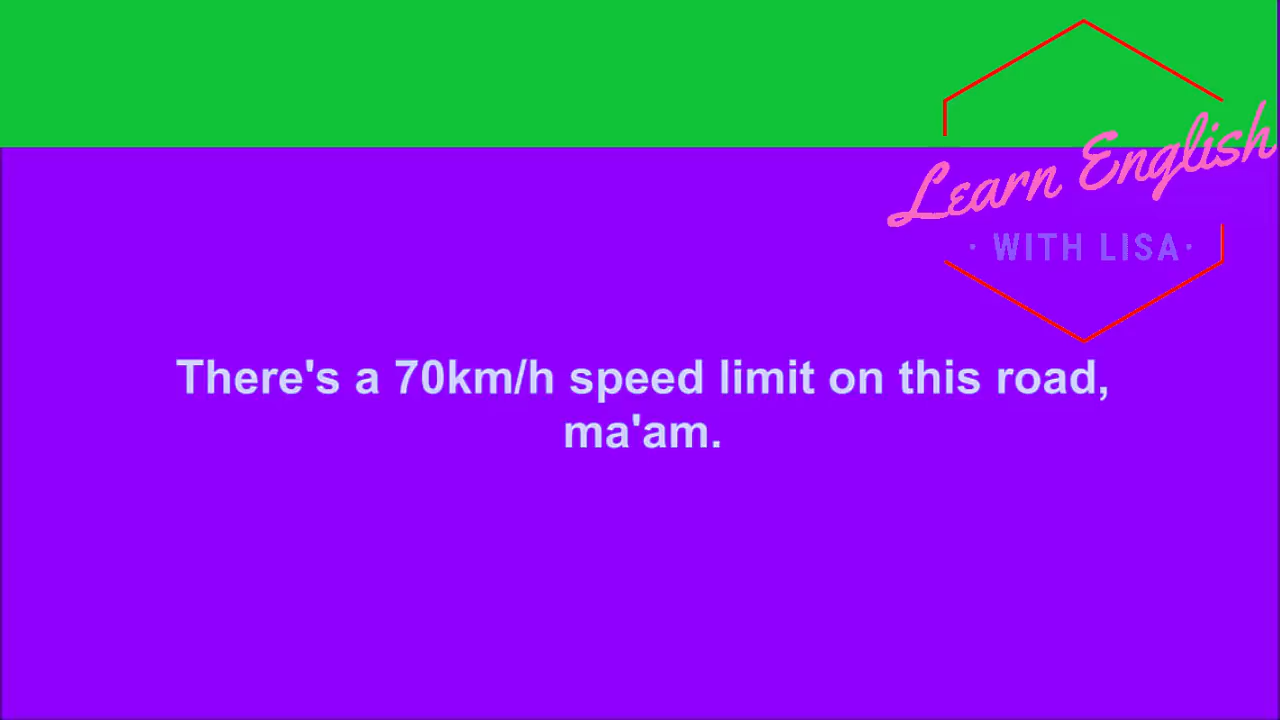 Learn English
· WITH LISA·
There's a 70km/h speed limit on this road,
ma'am.